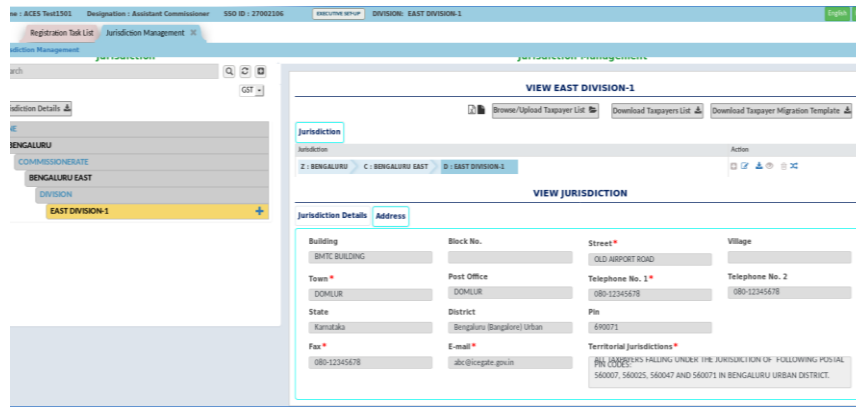 me : ACES Test1501 Designation : Assistant Commissioner SSO ID : 27002106 EXECUTIVE SET-UP DIVISION: EAST DIVISION-1 English
Registration Task List Jurisdiction Management
diction Management
Jurisdiction Jurisdiction Management
arch
GST
VIEW EAST DIVISION-1
sdiction Details
Browse/Upload Taxpayer List Download Taxpayers List Download Taxpayer Migration Template
NE
BENGALURU
COMMISSIONERATE
BENGALURU EAST
DIVISION
EAST DIVISION-1
Jurisdiction
Jurisdiction Action
Z : BENGALURU C : BENGALURU EAST D : EAST DIVISION-1
VIEW JURISDICTION
Jurisdiction Details Address
Building Block No. Street* Village
BMTC BUILDING OLD AIRPORT ROAD
Town* Post Office Telephone No. 1* Telephone No. 2
DOMLUR DOMLUR 080-12345678 080-12345678
State District Pin
Karnataka Bengaluru (Bangalore) Urban 690071
Fax* E-mail* Territorial Jurisdictions*
080-12345678 abc@icegate.gov.in
ALL TAXPAYERS FALLING UNDER THE JURISDICTION OF FOLLOWING POSTAL
PIN CODES:
560007, 560025, 560047 AND 560071 IN BENGALURU URBAN DISTRICT.